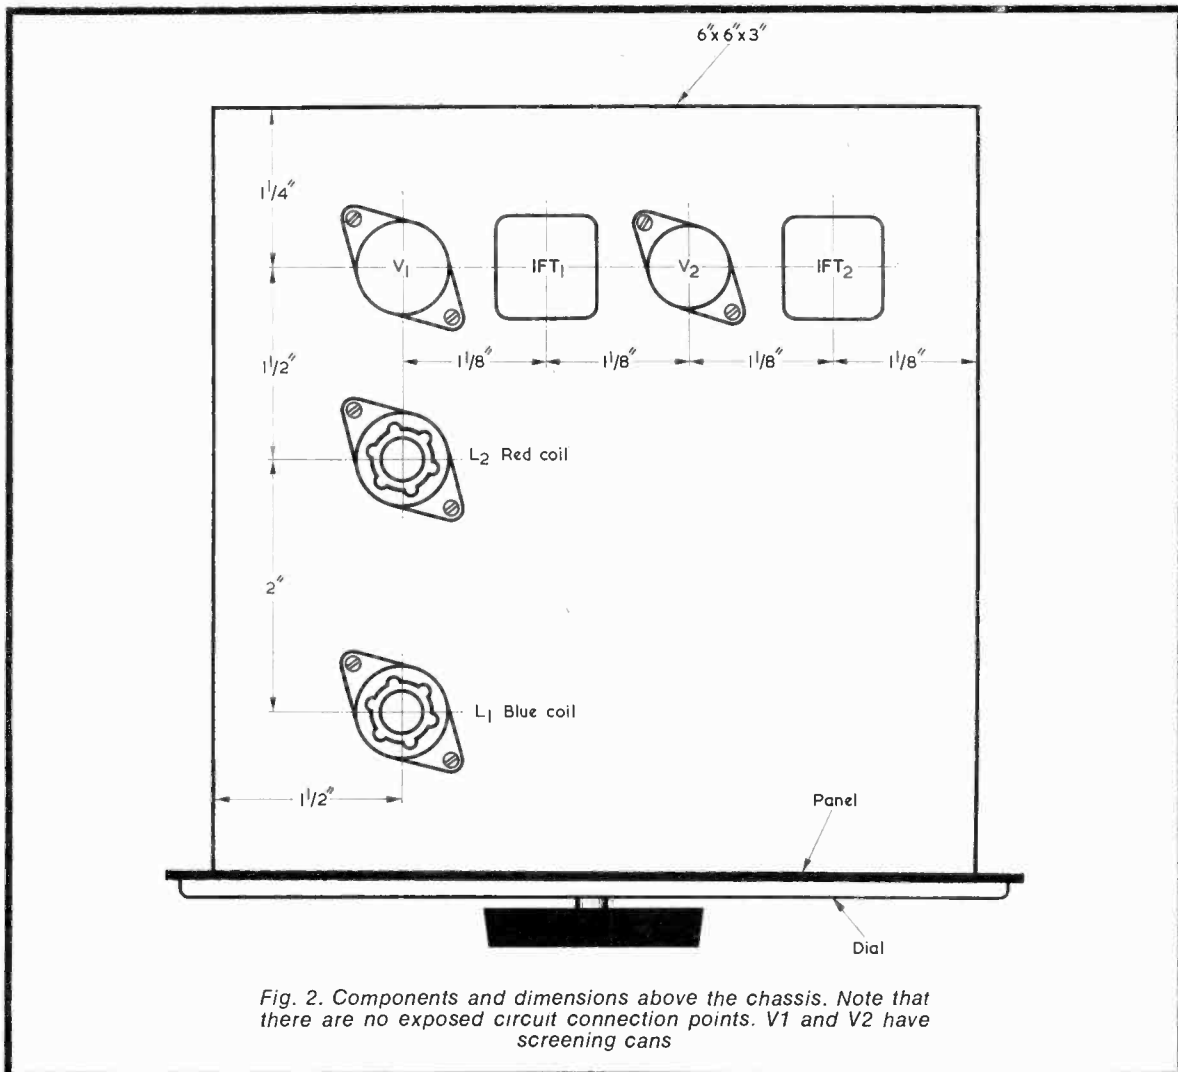 6"x 6"x 3"
1 1/4"
V1
IFT1
V2
IFT2
1 1/2"
1 1/8"
1 1/8"
1 1/8"
1 1/8"
L2 Red coil
2"
L1 Blue coil
1 1/2"
Panel
Dial
Fig. 2. Components and dimensions above the chassis. Note that
there are no exposed circuit connection points. V1 and V2 have
screening cans